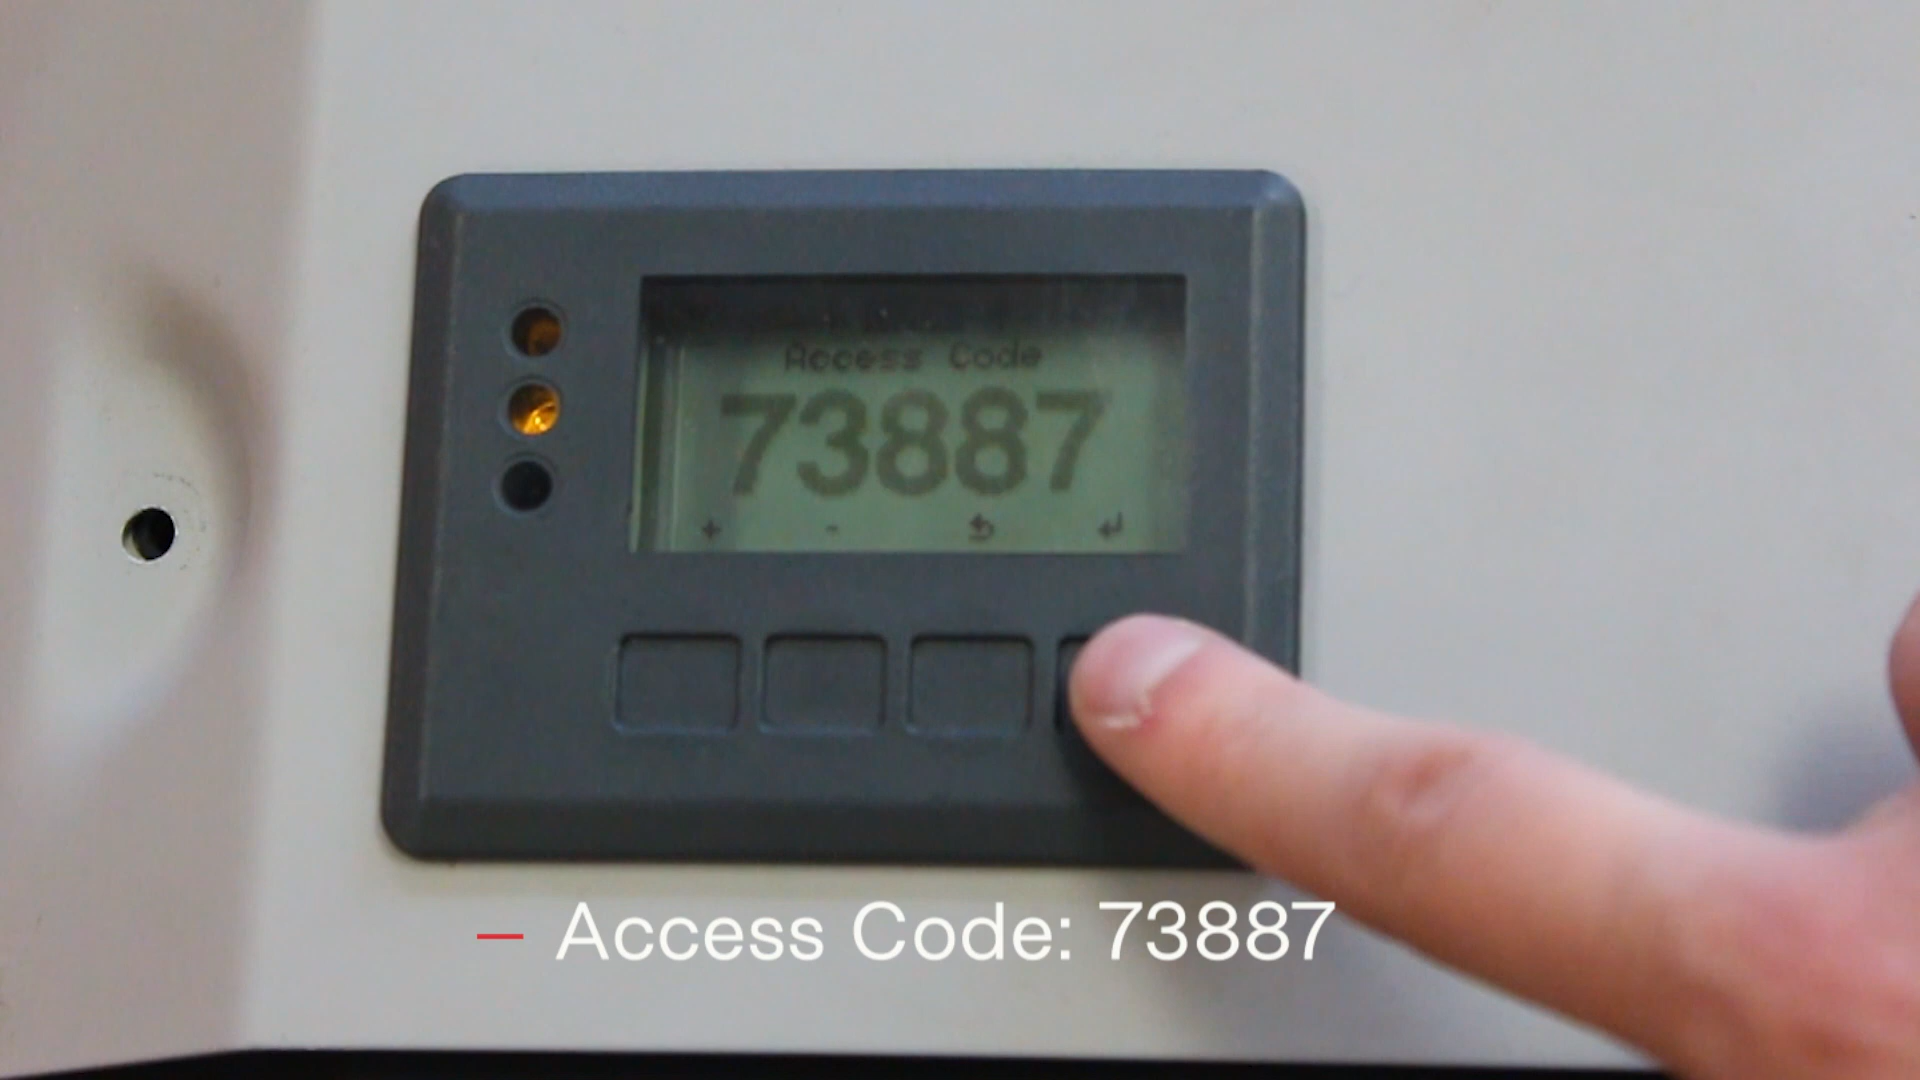 Access Code
73887
+ - ↰ ↵
— Access Code: 73887